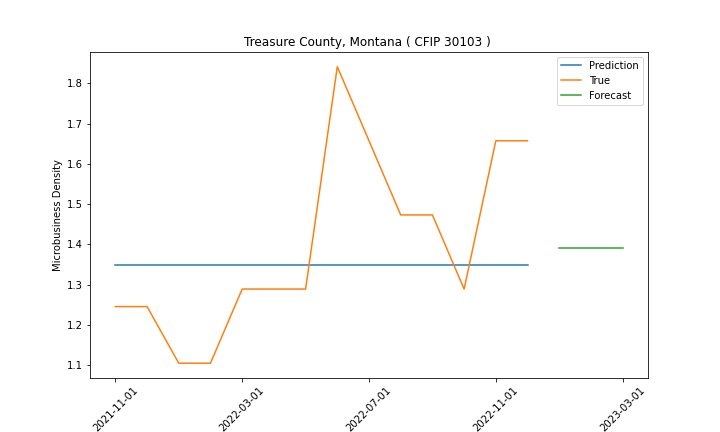 Treasure County, Montana ( CFIP 30103 )
Prediction
True
Forecast
Microbusiness Density
1.8
1.7
1.6
1.5
1.4
1.3
1.2
1.1
2021-11-01
2022-03-01
2022-07-01
2022-11-01
2023-03-01